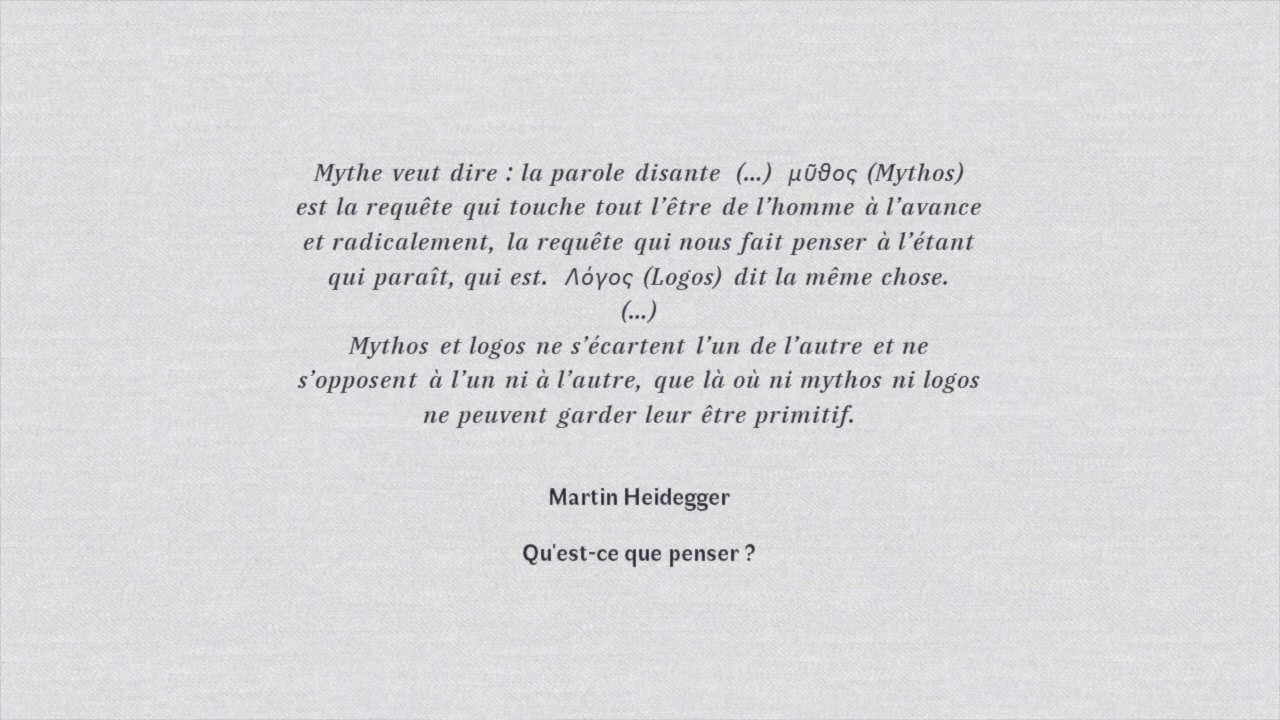 Mythe veut dire : la parole disante (...) μῦθος (Mythos)
est la requête qui touche tout l’être de l’homme à l’avance
et radicalement, la requête qui nous fait penser à l’étant
qui paraît, qui est. Λόγος (Logos) dit la même chose.
(...)
Mythos et logos ne s’écartent l’un de l’autre et ne
s’opposent à l’un ni à l’autre, que là où ni mythos ni logos
ne peuvent garder leur être primitif.
Martin Heidegger
Qu'est-ce que penser ?